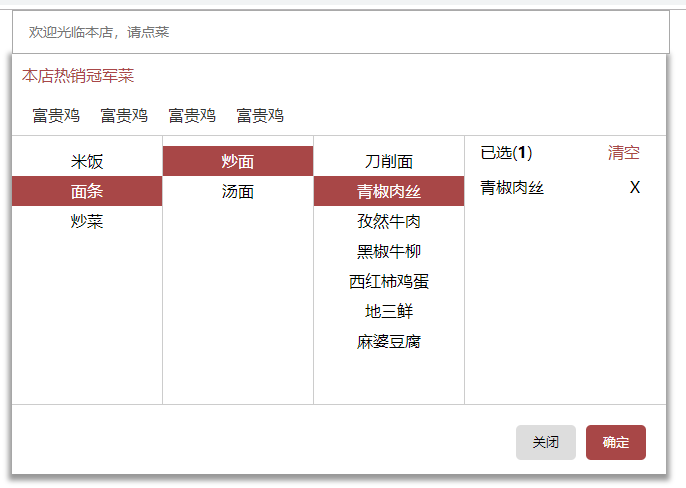 欢迎光临本店，请点菜
本店热销冠军菜
富贵鸡 富贵鸡 富贵鸡 富贵鸡
米饭
面条
炒菜
炒面
汤面
刀削面
青椒肉丝
孜然牛肉
黑椒牛柳
西红柿鸡蛋
地三鲜
麻婆豆腐
已选(1) 清空
青椒肉丝 X
关闭 确定